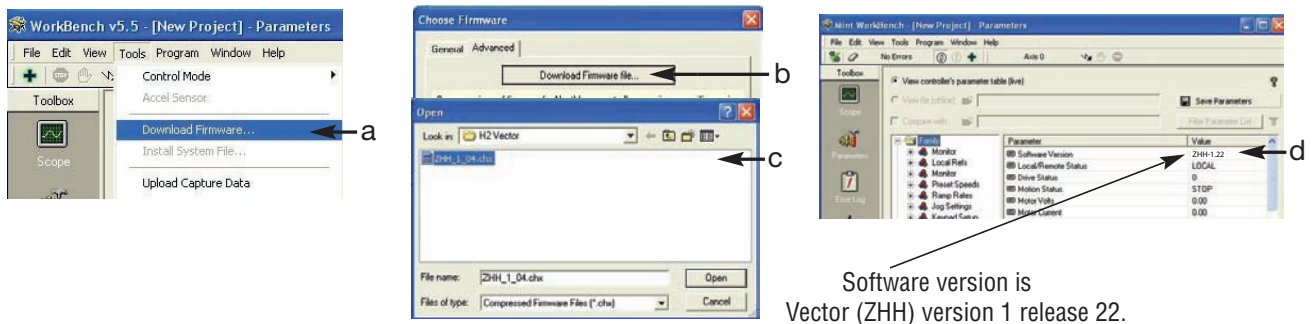 WorkBench v5.5 - [New Project] - Parameters
File Edit View Tools Program Window Help
Toolbox
Scope
Control Mode
Accel Sensor
Download Firmware...
Install System File...
Upload Capture Data
a
Choose Firmware
General Advanced
Download Firmware file...
b
Open
Look in: H2 Vector
ZHH_1_04.chx
c
File name: ZHH_1_04.chx Open
Files of type: Compressed Firmware Files (*.chx) Cancel
Mint WorkBench - [New Project] - Parameters
File Edit View Tools Program Window Help
No Errors Axis 0
Toolbox
Scope
Parameters
Error Log
View controller's parameter table (live)
View file (offline)
Compare with:
Save Parameters
Filter Parameter List
Family
Monitor
Local Refs
Monitor
Preset Speeds
Ramp Rates
Jog Settings
Keypad Setup
Parameter Value
Software Version ZHH-1.22
Local/Remote Status LOCAL
Drive Status 0
Motion Status STOP
Motor Volts 0.00
Motor Current 0.00
d
Software version is
Vector (ZHH) version 1 release 22.